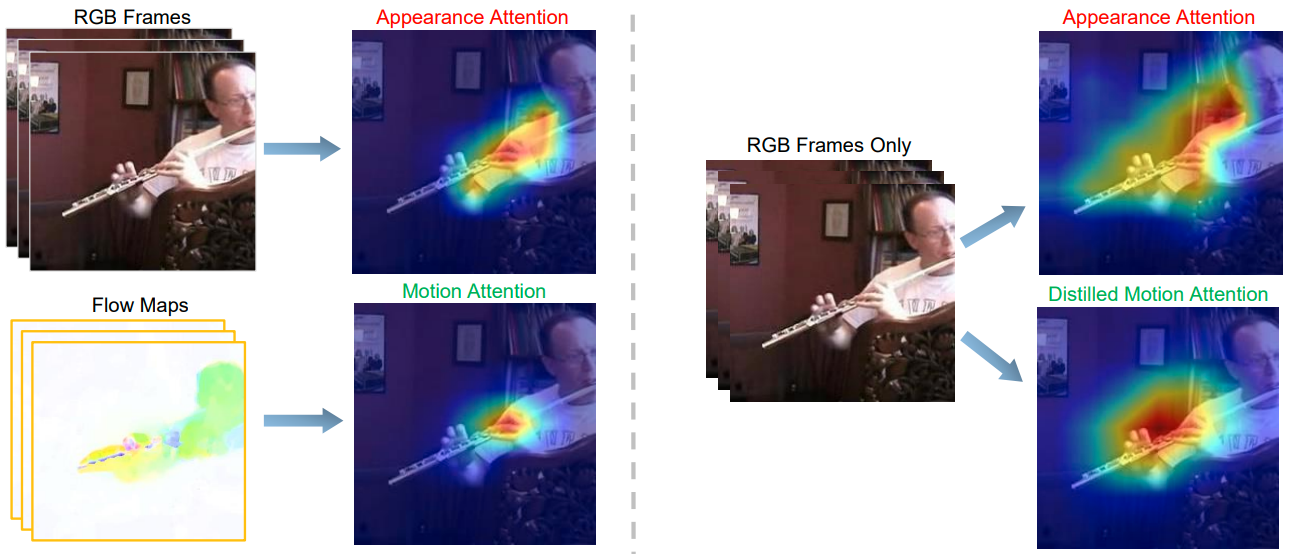 RGB Frames
Appearance Attention
Flow Maps
Motion Attention
RGB Frames Only
Appearance Attention
Distilled Motion Attention